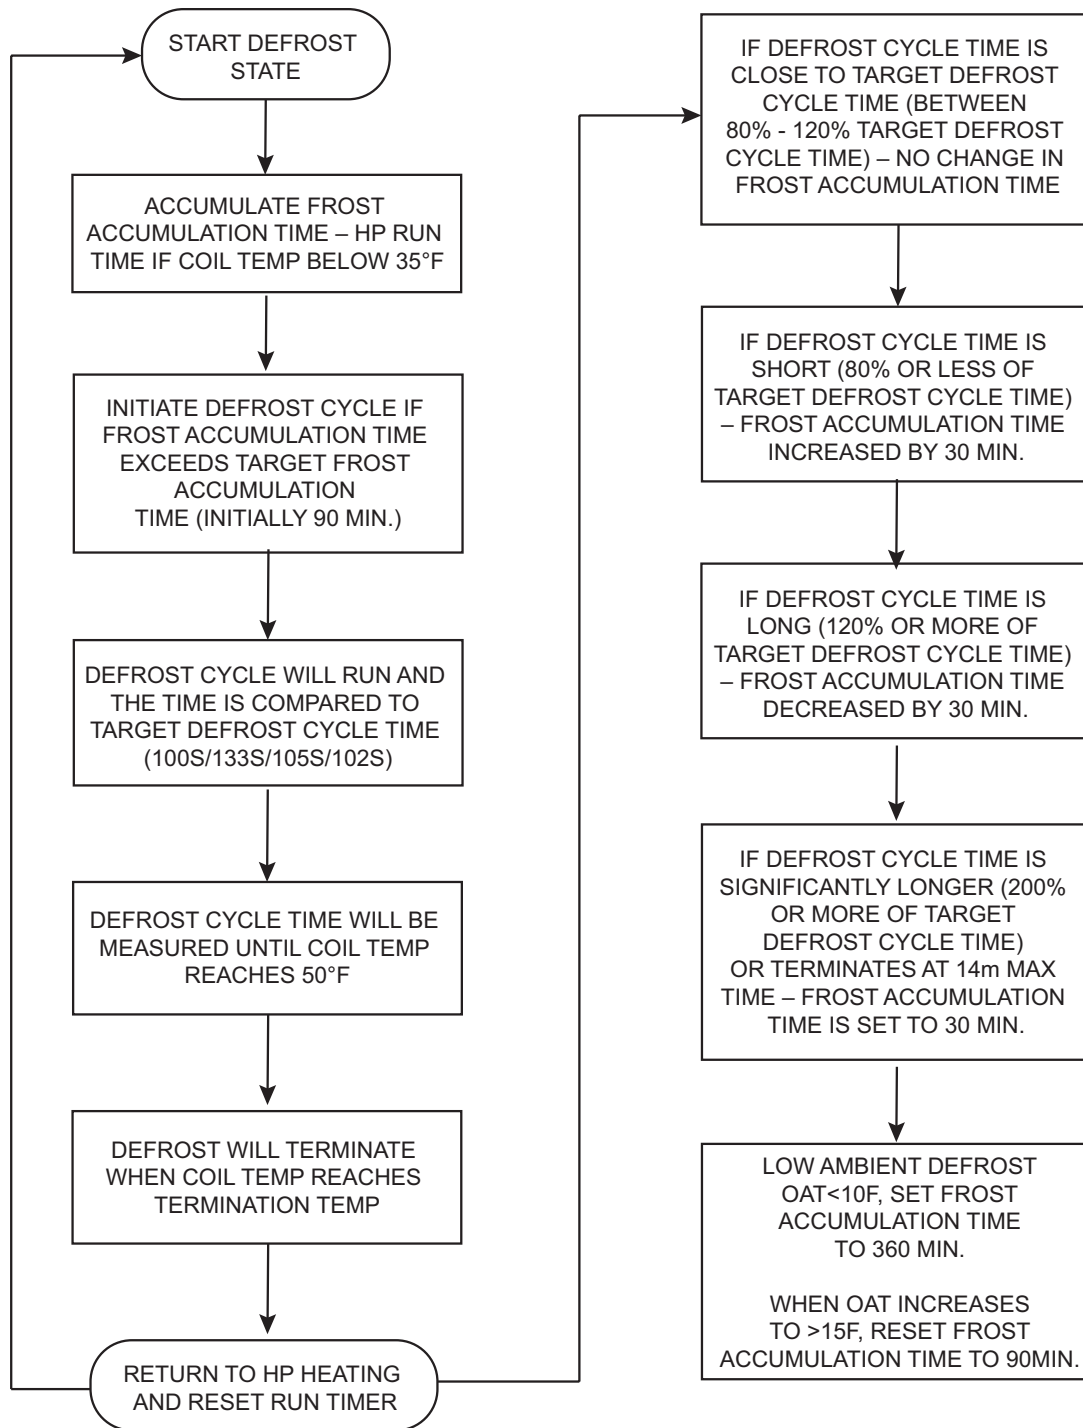 START DEFROST
STATE
ACCUMULATE FROST
ACCUMULATION TIME – HP RUN
TIME IF COIL TEMP BELOW 35°F
INITIATE DEFROST CYCLE IF
FROST ACCUMULATION TIME
EXCEEDS TARGET FROST
ACCUMULATION
TIME (INITIALLY 90 MIN.)
DEFROST CYCLE WILL RUN AND
THE TIME IS COMPARED TO
TARGET DEFROST CYCLE TIME
(100S/133S/105S/102S)
DEFROST CYCLE TIME WILL BE
MEASURED UNTIL COIL TEMP
REACHES 50°F
DEFROST WILL TERMINATE
WHEN COIL TEMP REACHES
TERMINATION TEMP
RETURN TO HP HEATING
AND RESET RUN TIMER
IF DEFROST CYCLE TIME IS
CLOSE TO TARGET DEFROST
CYCLE TIME (BETWEEN
80% - 120% TARGET DEFROST
CYCLE TIME) – NO CHANGE IN
FROST ACCUMULATION TIME
IF DEFROST CYCLE TIME IS
SHORT (80% OR LESS OF
TARGET DEFROST CYCLE TIME)
– FROST ACCUMULATION TIME
INCREASED BY 30 MIN.
IF DEFROST CYCLE TIME IS
LONG (120% OR MORE OF
TARGET DEFROST CYCLE TIME)
– FROST ACCUMULATION TIME
DECREASED BY 30 MIN.
IF DEFROST CYCLE TIME IS
SIGNIFICANTLY LONGER (200%
OR MORE OF TARGET
DEFROST CYCLE TIME)
OR TERMINATES AT 14m MAX
TIME – FROST ACCUMULATION
TIME IS SET TO 30 MIN.
LOW AMBIENT DEFROST
OAT<10F, SET FROST
ACCUMULATION TIME
TO 360 MIN.
WHEN OAT INCREASES
TO >15F, RESET FROST
ACCUMULATION TIME TO 90MIN.